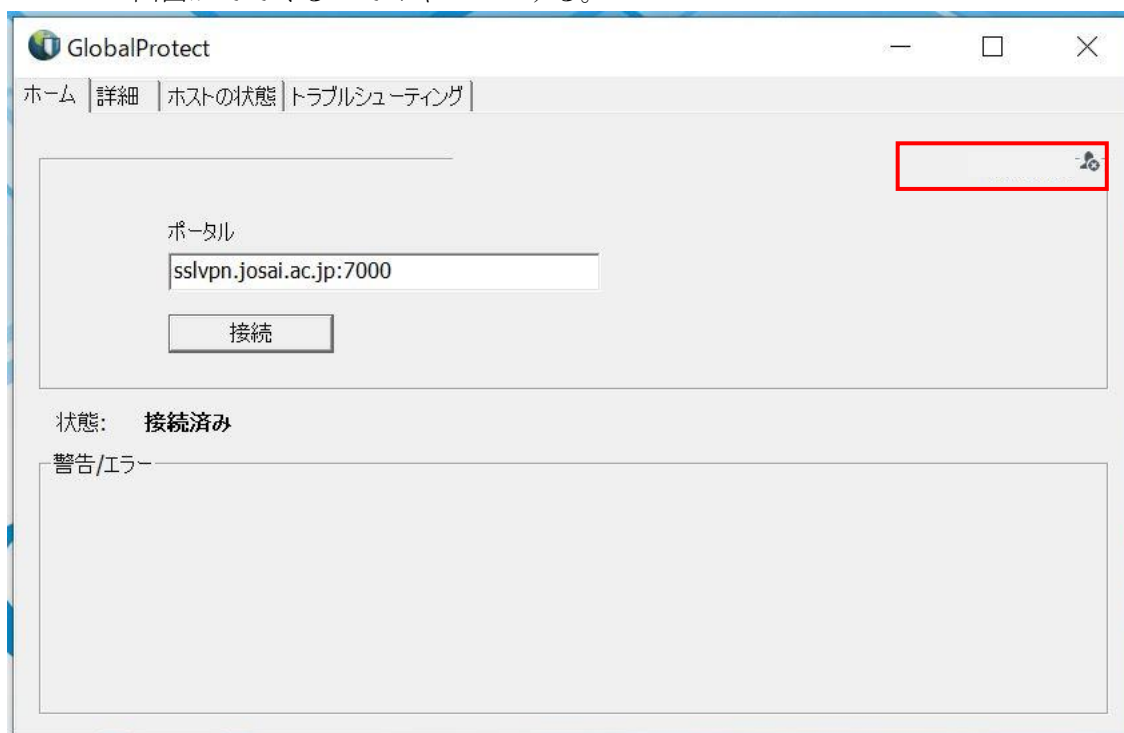 GlobalProtect
ホーム 詳細 ホストの状態 トラブルシューティング
ポータル
sslvpn.josai.ac.jp:7000
接続
状態: 接続済み
警告/エラー